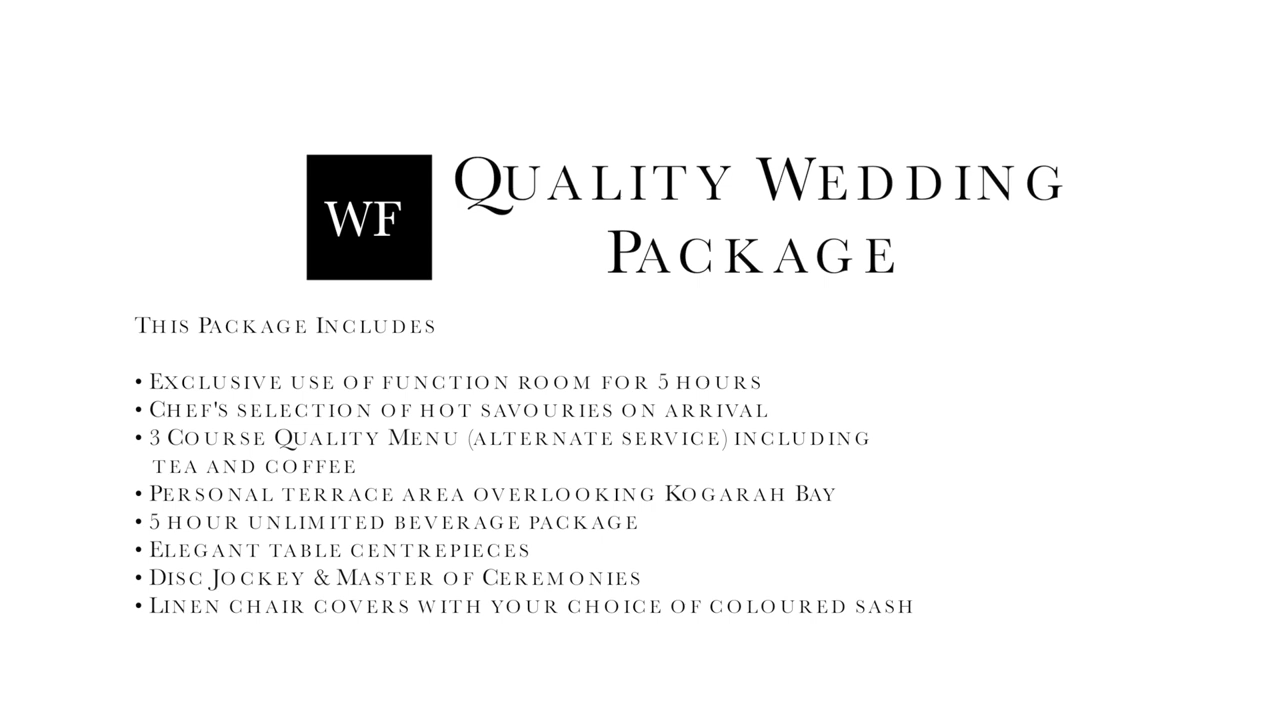 WF
Quality Wedding
Package
This Package Includes
• Exclusive use of function room for 5 hours
• Chef's selection of hot savouries on arrival
• 3 Course Quality Menu (alternate service) including
tea and coffee
• Personal terrace area overlooking Kogarah Bay
• 5 hour unlimited beverage package
• Elegant table centrepieces
• Disc Jockey & Master of Ceremonies
• Linen chair covers with your choice of coloured sash